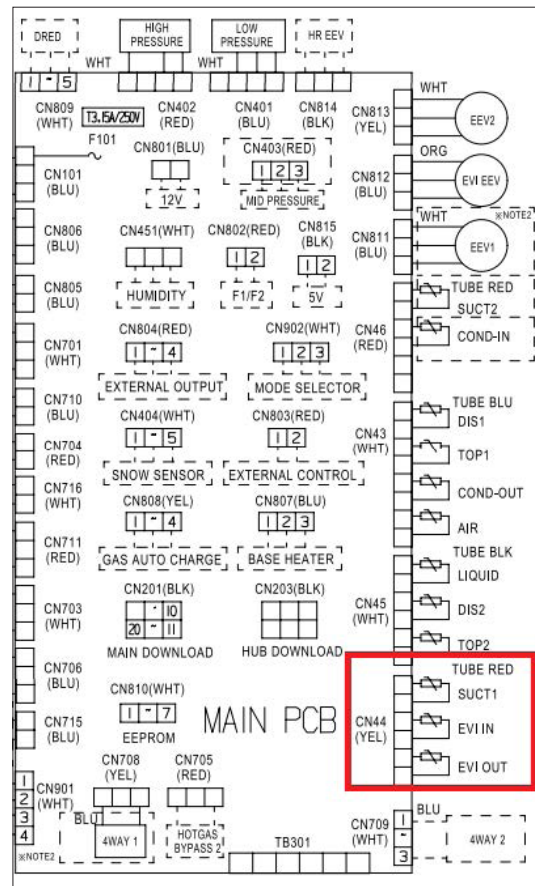 DRED
HIGH
PRESSURE
LOW
PRESSURE
HR EEV
WHT
WHT
1 ~ 5
CN809
(WHT)
T3.15A/250V
F101
CN402
(RED)
CN401
(BLU)
CN814
(BLK)
CN813
(YEL)
WHT
EEV2
CN101
(BLU)
CN801(BLU)
12V
CN403(RED)
1 2 3
MID PRESSURE
CN812
(BLU)
ORG
EVI EEV
CN806
(BLU)
CN451(WHT)
HUMIDITY
CN802(RED)
1 2
F1/F2
CN815
(BLK)
1 2
5V
CN811
(BLU)
WHT
※NOTE2
EEV1
CN805
(BLU)
CN46
(RED)
TUBE RED
SUCT2
COND-IN
CN701
(WHT)
CN804(RED)
1 ~ 4
EXTERNAL OUTPUT
CN902(WHT)
1 2 3
MODE SELECTOR
CN710
(BLU)
CN404(WHT)
1 ~ 5
SNOW SENSOR
CN803(RED)
1 2
EXTERNAL CONTROL
CN43
(WHT)
TUBE BLU
DIS1
TOP1
COND-OUT
AIR
CN704
(RED)
CN716
(WHT)
CN808(YEL)
1 ~ 4
GAS AUTO CHARGE
CN807(BLU)
1 2 3
BASE HEATER
CN711
(RED)
CN45
(WHT)
TUBE BLK
LIQUID
DIS2
TOP2
CN703
(WHT)
CN201(BLK)
· 10
20 ~ 11
MAIN DOWNLOAD
CN203(BLK)
HUB DOWNLOAD
CN706
(BLU)
CN715
(BLU)
CN810(WHT)
1 ~ 7
EEPROM
MAIN PCB
CN44
(YEL)
TUBE RED
SUCT1
EVI IN
EVI OUT
CN901
(WHT)
1
2
3
4
※NOTE2
CN708
(YEL)
BLU
4WAY 1
CN705
(RED)
HOTGAS
BYPASS 2
TB301
CN709
(WHT)
1
~
3
BLU
4WAY 2